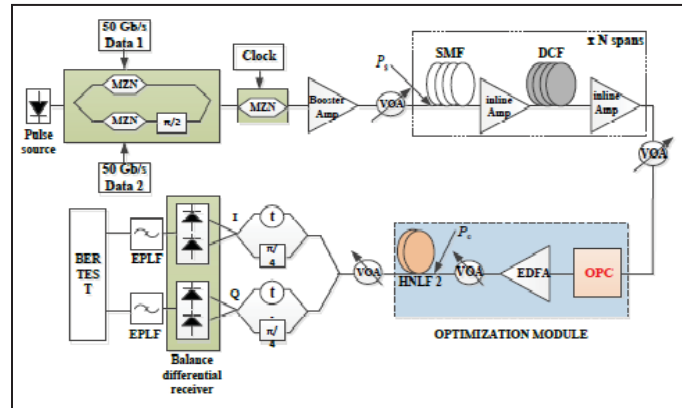 50 Gb/s
Data 1
MZN
MZN
π/2
Pulse
source
50 Gb/s
Data 2
Clock
MZN
Booster
Amp
VOA
P
SMF
inline
Amp
DCF
inline
Amp
x N spans
VOA
BER
TES
T
EPLF
EPLF
I
Q
t
π/
4
t
-
π/
4
Balance
differential
receiver
VOA
HNLF 2
P
VOA
EDFA
OPC
OPTIMIZATION MODULE